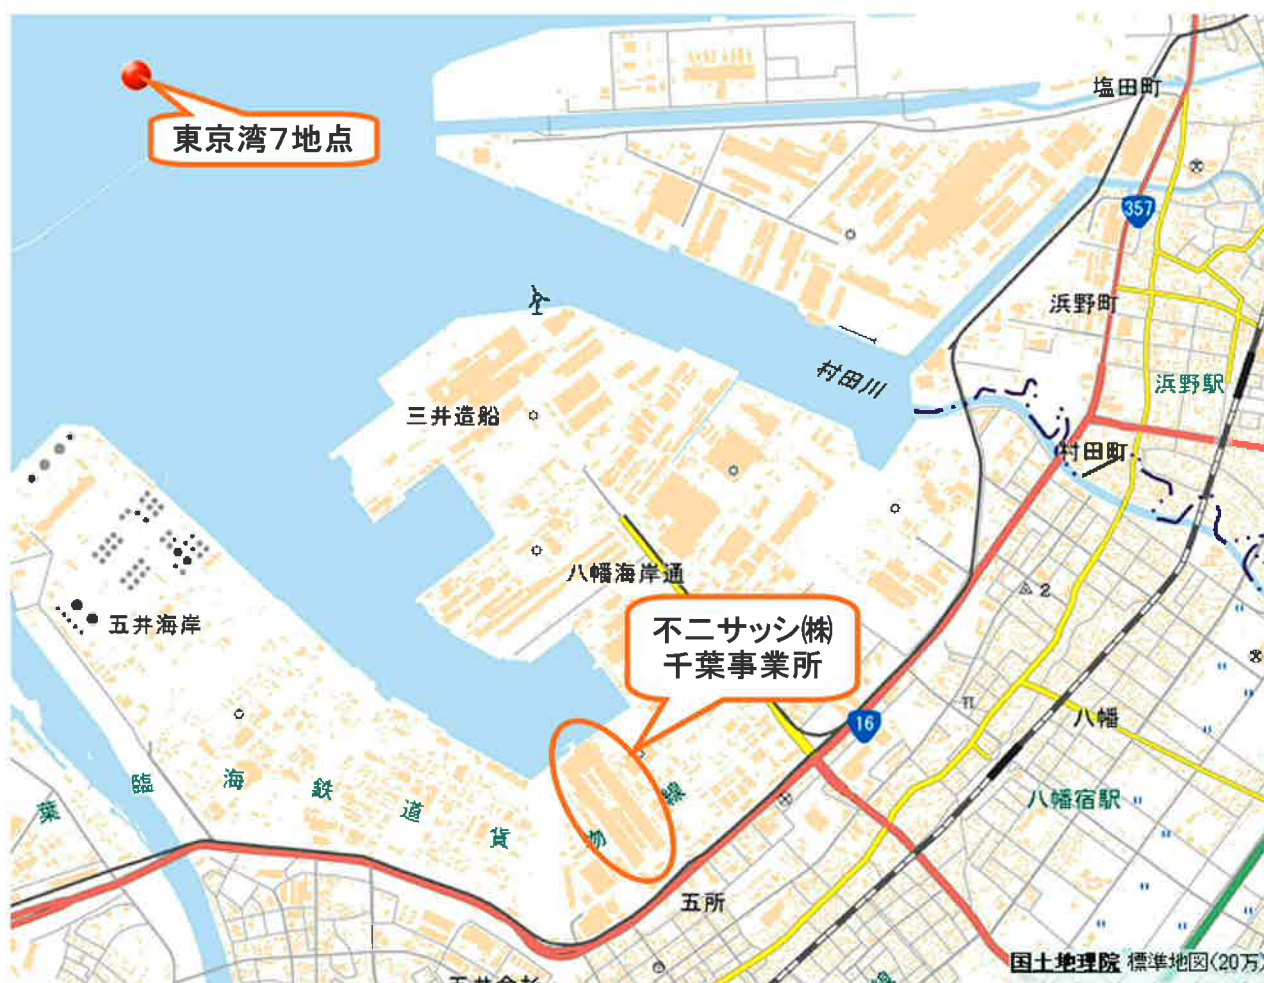 塩田町
東京湾7地点
357
浜野町
村田川
浜野駅
三井造船
村田町
八幡海岸通
2
五井海岸
不二サッシ㈱
千葉事業所
16
八幡
八幡宿駅
葉臨海鉄道貨物線
五所
国土地理院 標準地図(20万)